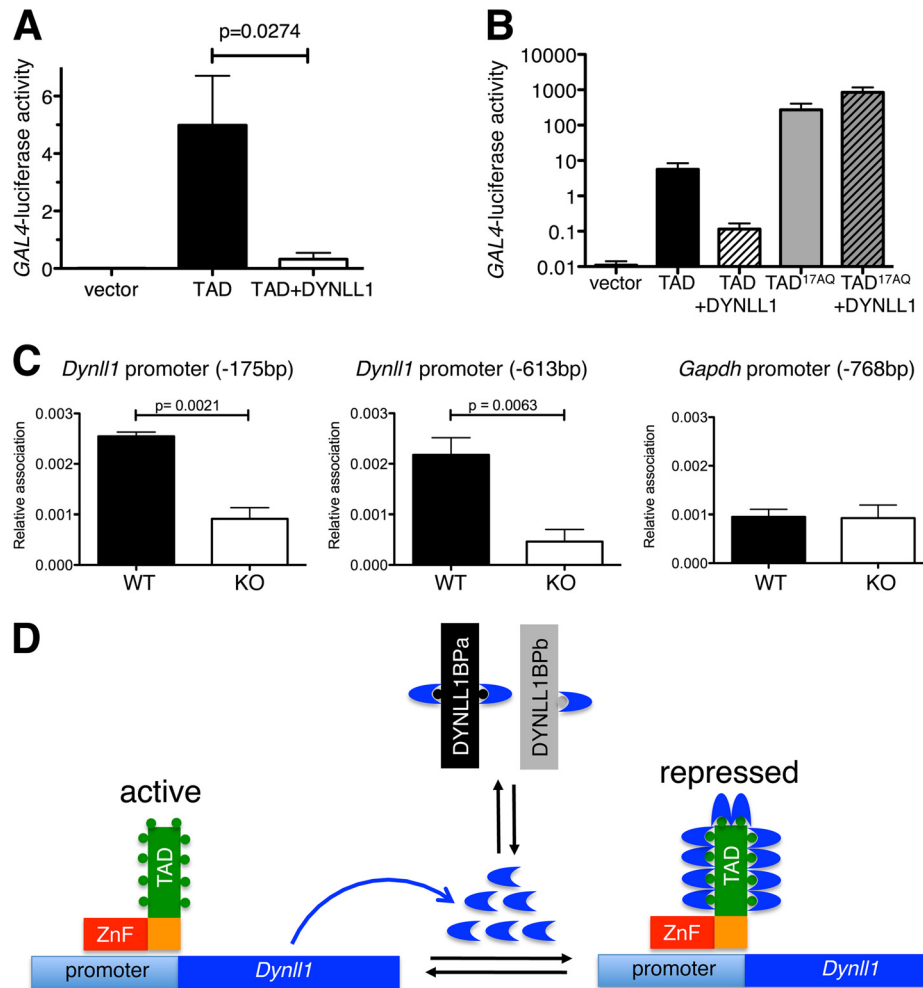 A
p=0.0274
GAL4-luciferase activity
6
4
2
0
vector
TAD
TAD+DYNLL1
B
GAL4-luciferase activity
10000
1000
100
10
1
0.1
0.01
vector
TAD
TAD
+DYNLL1
TAD17AQ
TAD17AQ
+DYNLL1
C
Dynll1 promoter (-175bp)
p= 0.0021
Relative association
0.003
0.002
0.001
0.000
WT
KO
Dynll1 promoter (-613bp)
p = 0.0063
Relative association
0.003
0.002
0.001
0.000
WT
KO
Gapdh promoter (-768bp)
Relative association
0.003
0.002
0.001
0.000
WT
KO
D
DYNLL1BPa
DYNLL1BPb
active
TAD
ZnF
promoter
Dynll1
repressed
TAD
ZnF
promoter
Dynll1